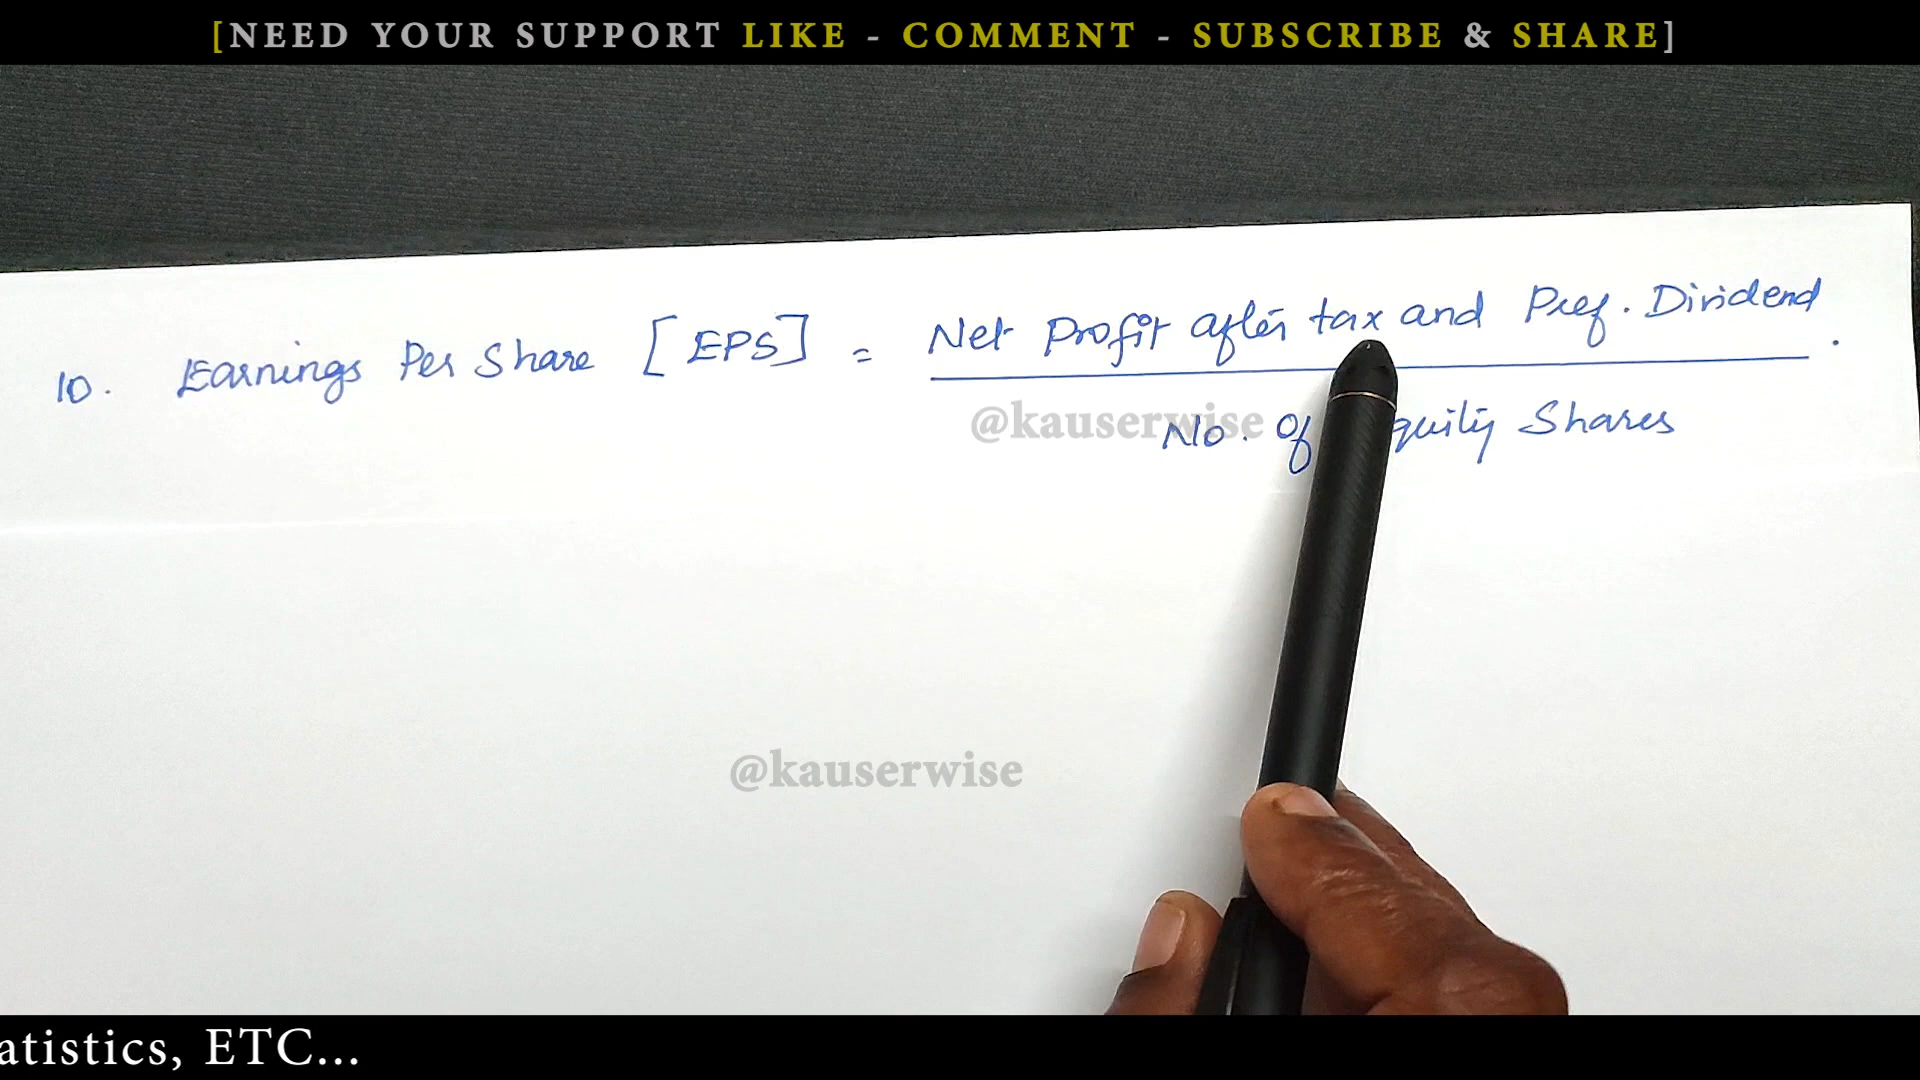 [NEED YOUR SUPPORT LIKE - COMMENT - SUBSCRIBE & SHARE]
10. Earnings Per Share [EPS] = Net Profit after tax and Pref. Dividend.
No. of quity Shares
@kauserwise
@kauserwise
atistics, ETC...